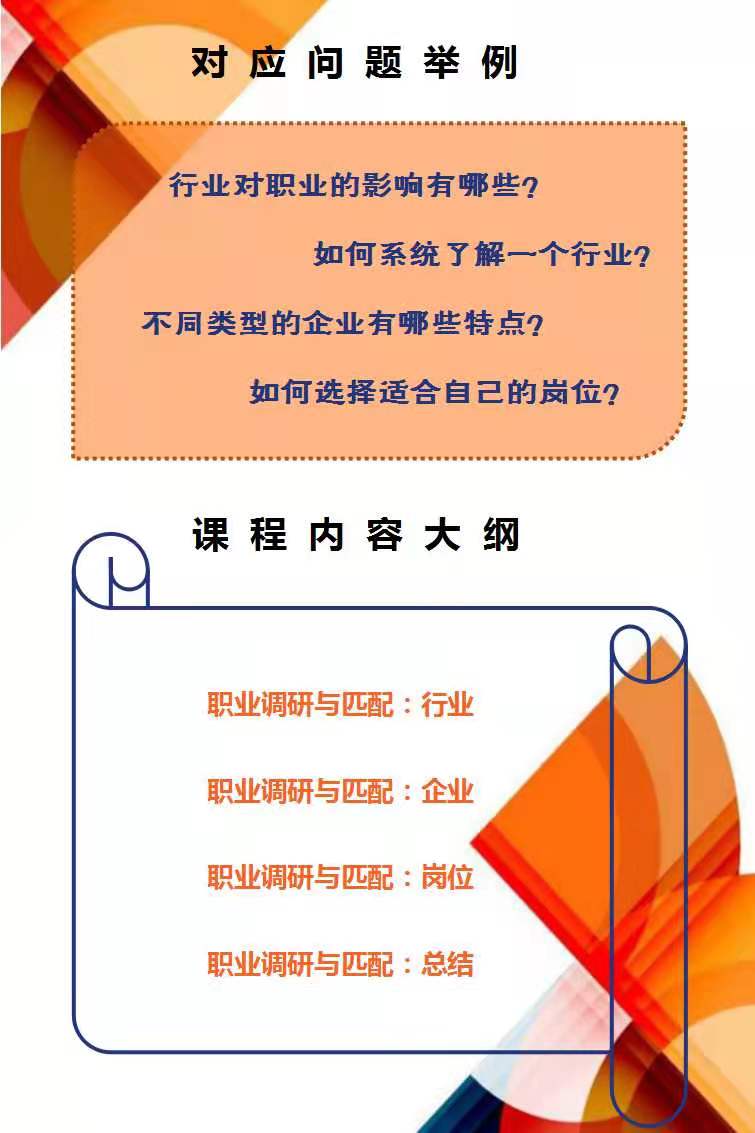 对应问题举例
行业对职业的影响有哪些?
如何系统了解一个行业?
不同类型的企业有哪些特点?
如何选择适合自己的岗位?
课程内容大纲
职业调研与匹配：行业
职业调研与匹配：企业
职业调研与匹配：岗位
职业调研与匹配：总结